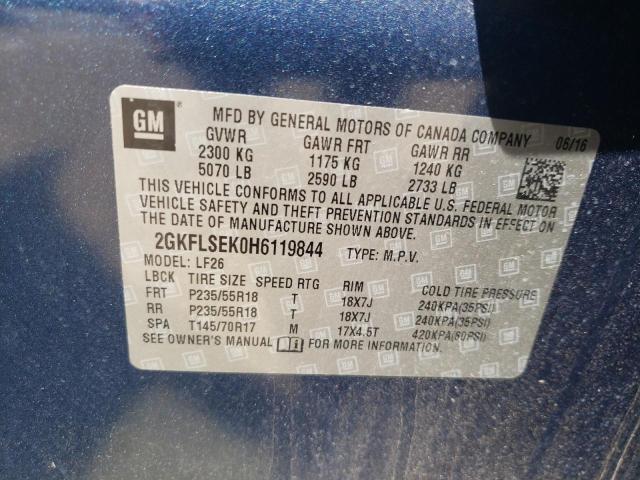 GM
MFD BY GENERAL MOTORS OF CANADA COMPANY 06/16
GVWR GAWR FRT GAWR RR
2300 KG 1175 KG 1240 KG
5070 LB 2590 LB 2733 LB
THIS VEHICLE CONFORMS TO ALL APPLICABLE U.S. FEDERAL MOTOR
VEHICLE SAFETY AND THEFT PREVENTION STANDARDS IN EFFECT ON
THE DATE OF MANUFACTURE SHOWN ABOVE.
2GKFLSEK0H6119844 TYPE: M.P.V.
MODEL: LF26
LBCK TIRE SIZE SPEED RTG RIM COLD TIRE PRESSURE
FRT P235/55R18 T 18X7J 240KPA(35PSI)
RR P235/55R18 T 18X7J 240KPA(35PSI)
SPA T145/70R17 M 17X4.5T 420KPA(60PSI)
SEE OWNER'S MANUAL FOR MORE INFORMATION.